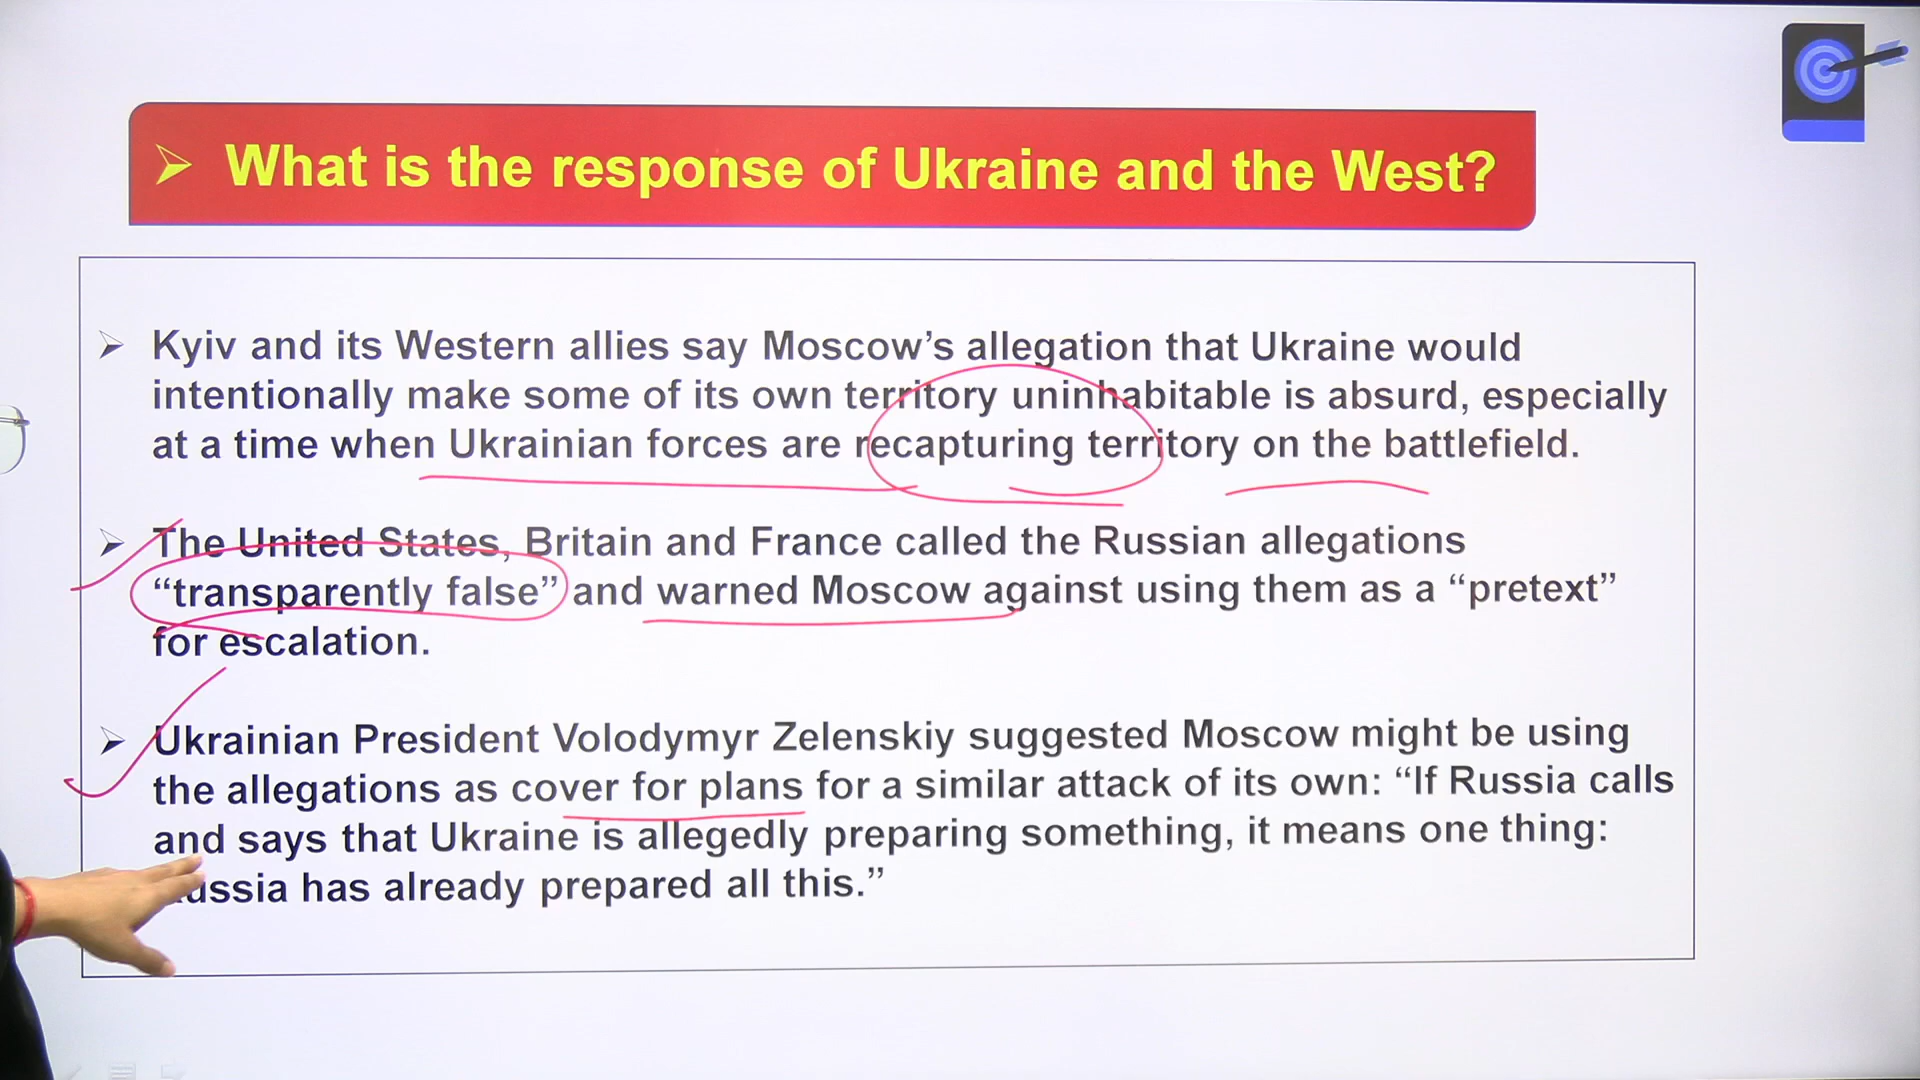 What is the response of Ukraine and the West?
Kyiv and its Western allies say Moscow’s allegation that Ukraine would
intentionally make some of its own territory uninhabitable is absurd, especially
at a time when Ukrainian forces are recapturing territory on the battlefield.
The United States, Britain and France called the Russian allegations
“transparently false” and warned Moscow against using them as a “pretext”
for escalation.
Ukrainian President Volodymyr Zelenskiy suggested Moscow might be using
the allegations as cover for plans for a similar attack of its own: “If Russia calls
and says that Ukraine is allegedly preparing something, it means one thing:
Russia has already prepared all this.”